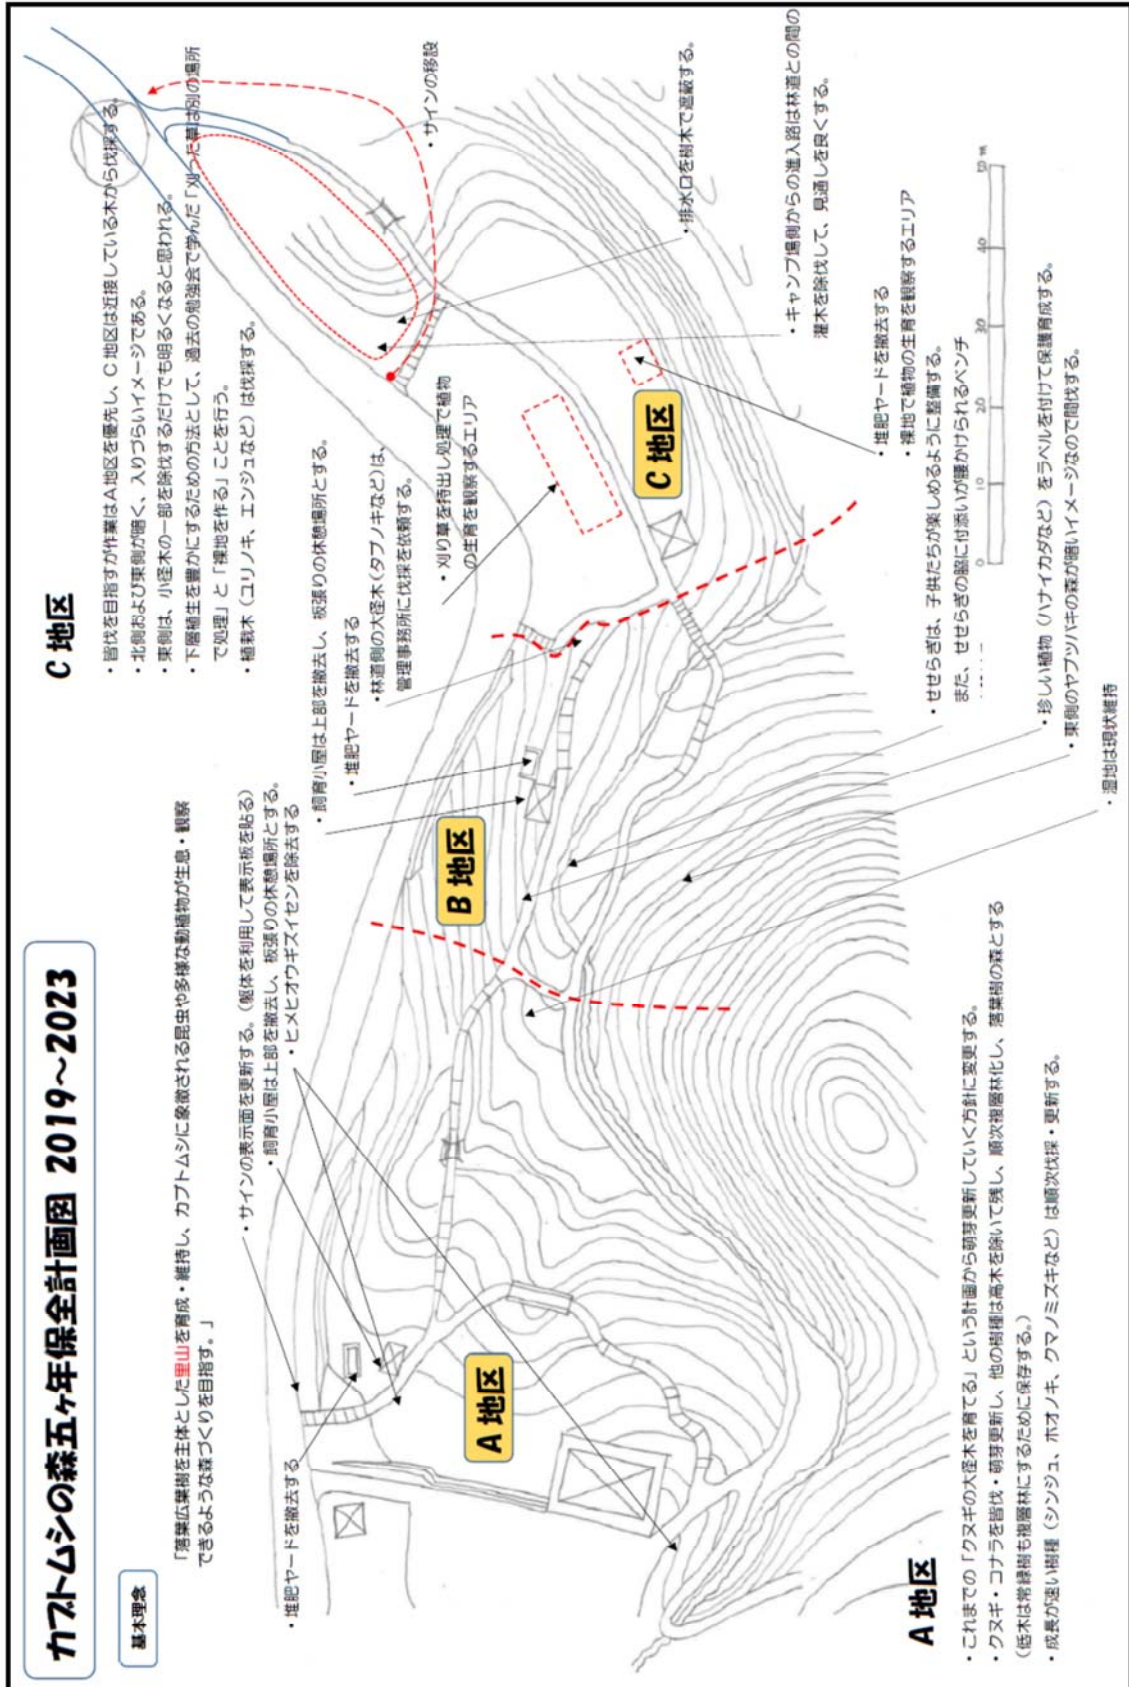 カブトムシの森五ヶ年保全計画図 2019～2023
基本理念
「落葉広葉樹を主体とした里山を育成・維持し、カブトムシに象徴される昆虫や多様な動植物が生息・観察
できるような森づくりを目指す。」
・堆肥ヤードを撤去する
・サインの表示面を更新する。（躯体を利用して表示板を貼る）
・飼育小屋は上部を撤去し、板張りの休憩場所とする。
・ヒメヒオウギズイセンを除去する
A 地区
A 地区
・これまでの「クヌギの大径木を育てる」という計画から萌芽更新していく方針に変更する。
・クヌギ・コナラを皆伐・萌芽更新し、他の樹種は高木を除いて残し、順次複層林化し、落葉樹の森とする
（低木は常緑樹も複層林にするために保存する。）
・成長が速い樹種（シンジュ、ホオノキ、クマノミズキなど）は順次伐採・更新する。
B 地区
・飼育小屋は上部を撤去し、板張りの休憩場所とする。
・堆肥ヤードを撤去する
・林道側の大径木（タブノキなど）は、
管理事務所に伐採を依頼する。
・せせらぎは、子供たちが楽しめるように整備する。
また、せせらぎの脇に付添いが腰かけられるベンチ
・珍しい植物（ハナイカダなど）をラベルを付けて保護育成する。
・東側のヤブツバキの森が暗いイメージなので間伐する。
・湿地は現状維持
C 地区
・皆伐を目指すが作業はA地区を優先し、C地区は近接している木から伐採する。
・北側および東側が暗く、入りづらいイメージである。
・東側は、小径木の一部を除伐するだけでも明るくなると思われる。
・下層植生を豊かにするための方法として、過去の勉強会で学んだ「刈った草は別の場所
で処理」と「裸地を作る」ことを行う。
・植栽木（ユリノキ、エンジュなど）は伐採する。
・刈り草を持出し処理で植物
の生育を観察するエリア
C 地区
・サインの移設
・排水口を樹木で遮蔽する。
・キャンプ場側からの進入路は林道との間の
灌木を除伐して、見通しを良くする。
・堆肥ヤードを撤去する
・裸地で植物の生育を観察するエリア
0 10 20 30 40 50 m